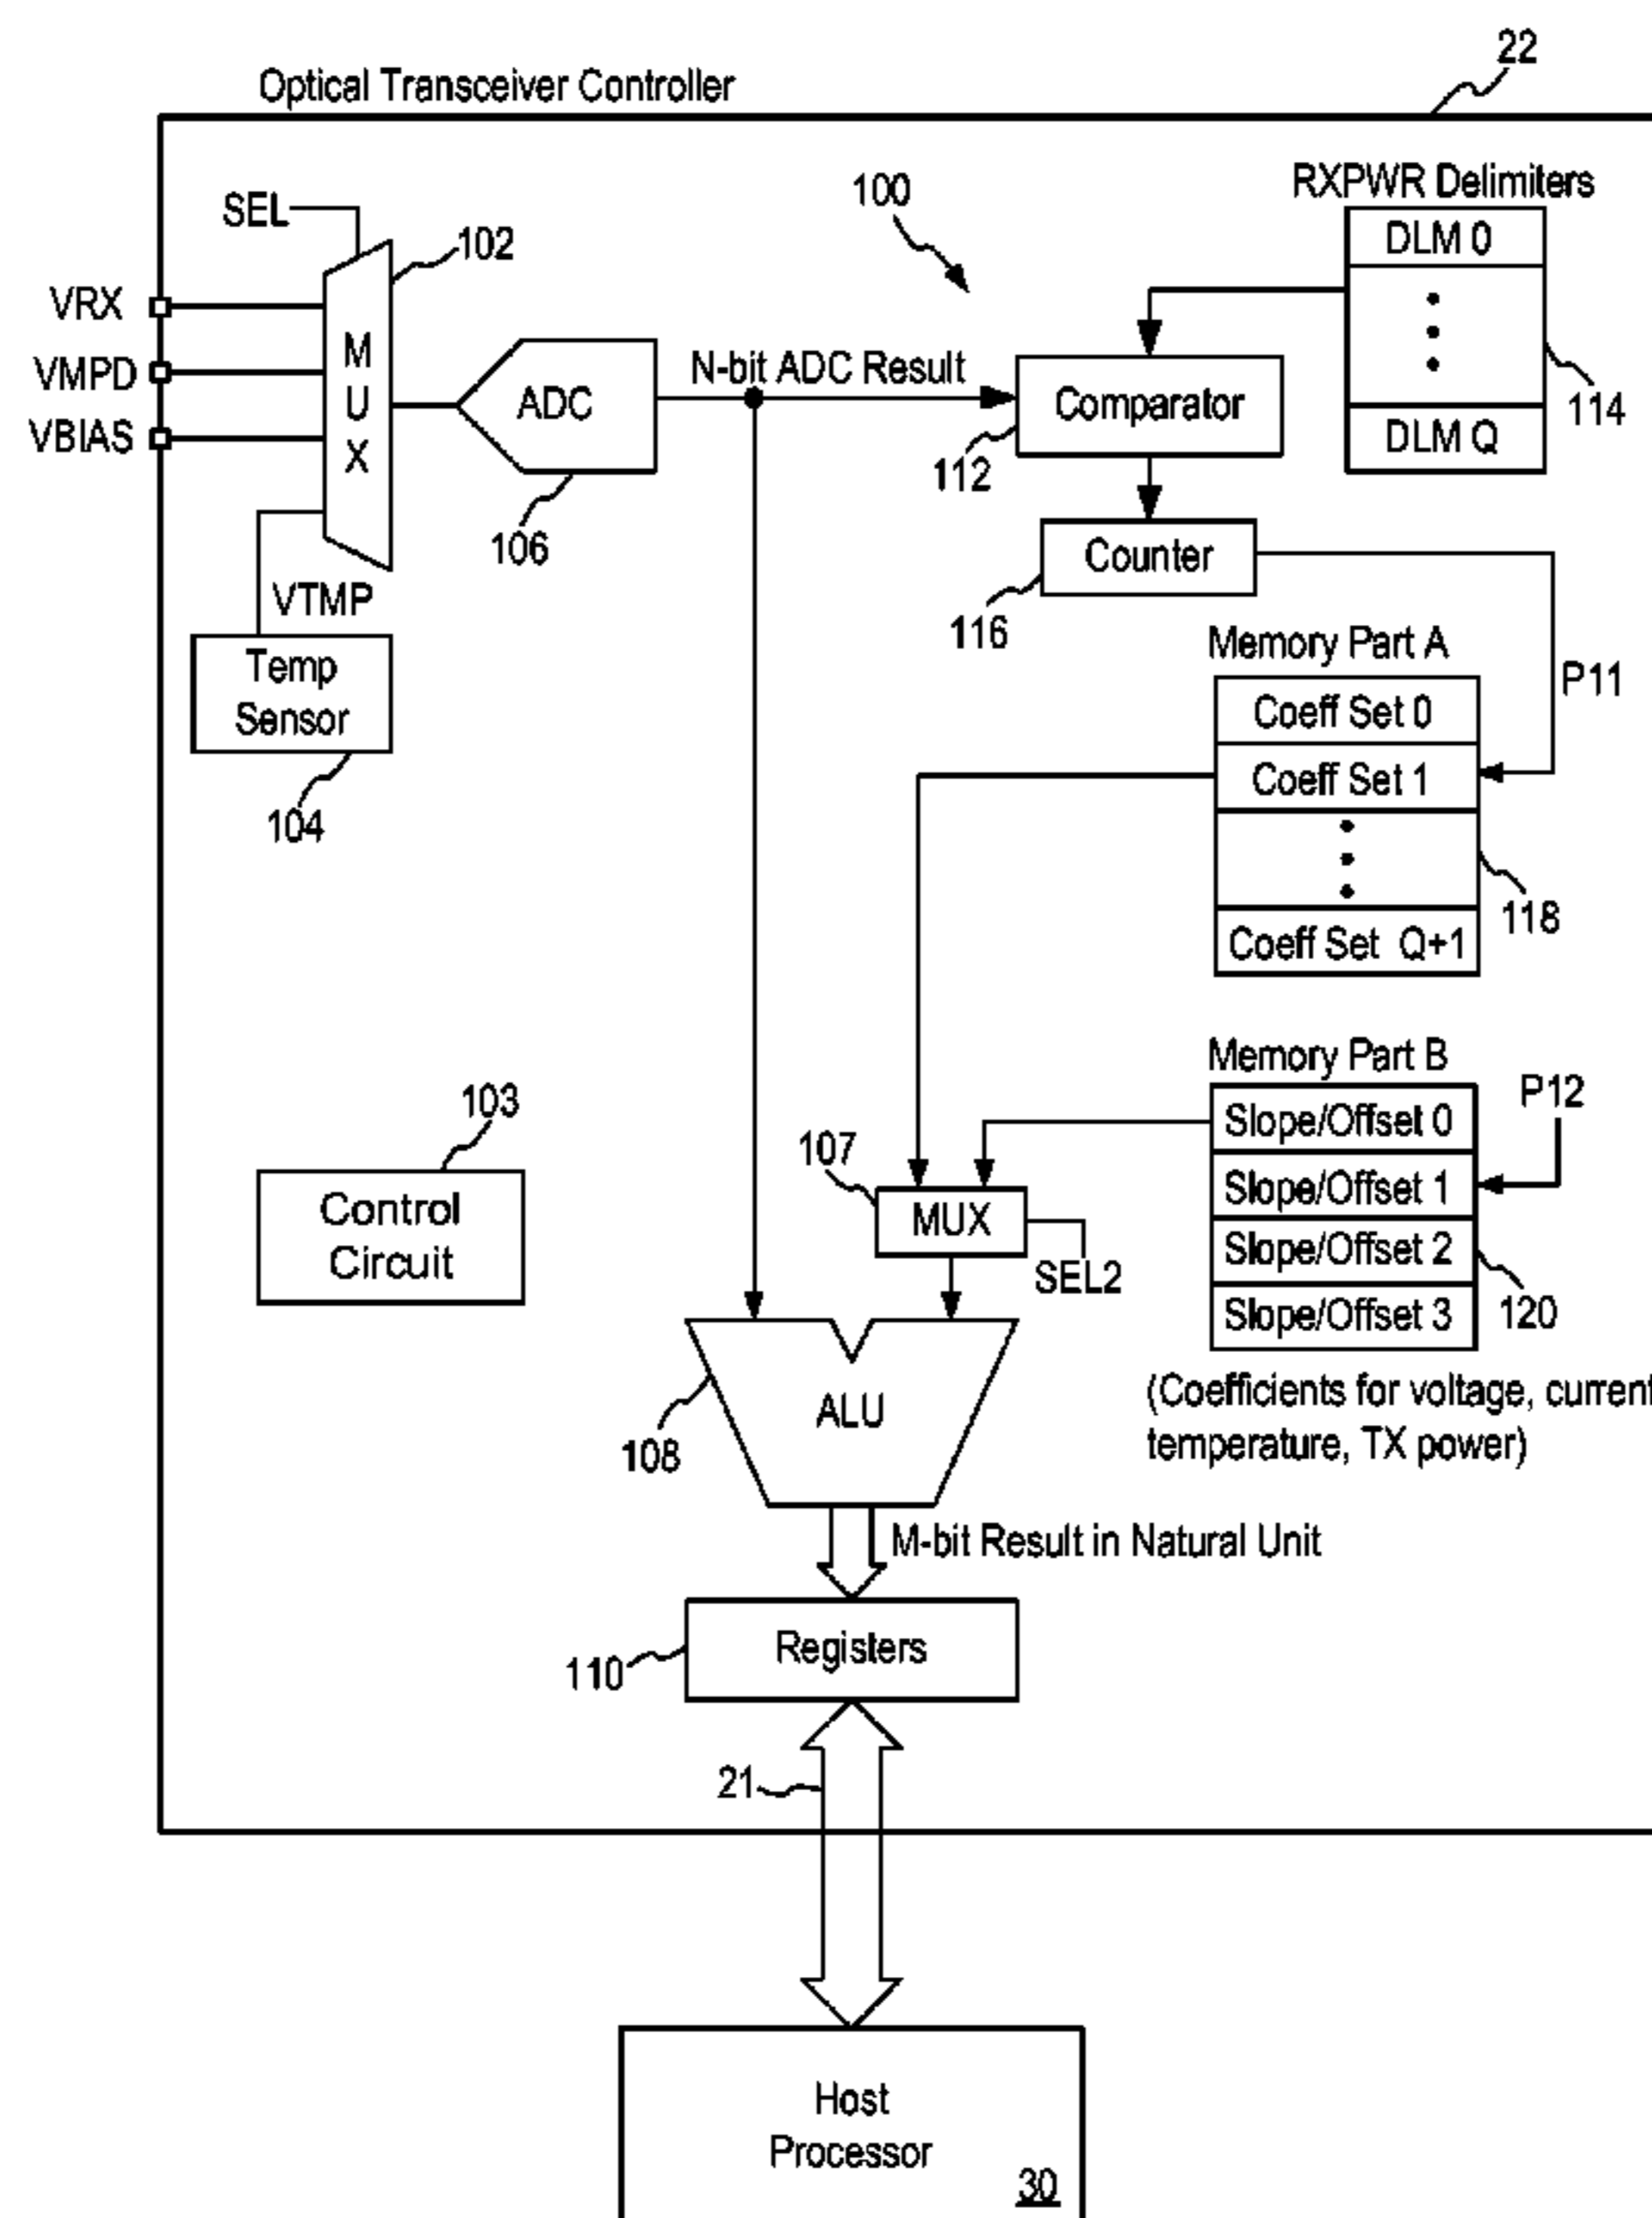 22
Optical Transceiver Controller
RXPWR Delimiters
100
SEL
102
DLM 0
VRX
M
U
X
N-bit ADC Result
VMPD
ADC
Comparator
114
VBIAS
DLM Q
112
106
Counter
VTMP
116
Memory Part A
Temp
Sensor
P11
Coeff Set 0
Coeff Set 1
104
118
Coeff Set Q+1
Memory Part B
P12
103
Slope/Offset 0
107
Slope/Offset 1
Control
Circuit
MUX
Slope/Offset 2
SEL2
Slope/Offset 3
120
(Coefficients for voltage, current
temperature, TX power)
ALU
108
M-bit Result in Natural Unit
Registers
110
21
Host
Processor
30